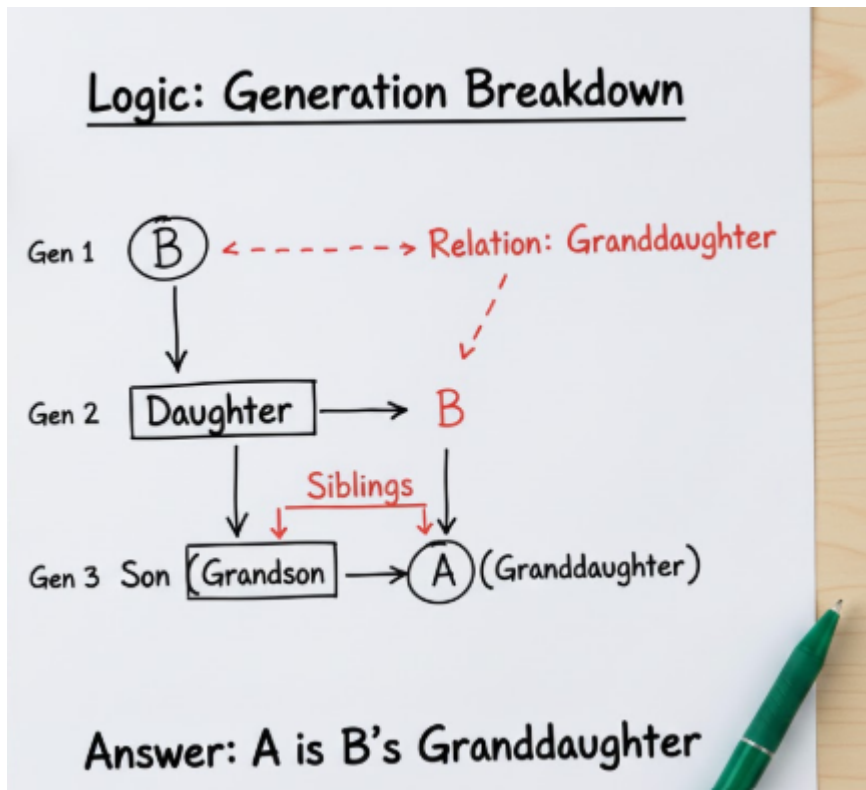 Logic: Generation Breakdown
Gen 1 B Relation: Granddaughter
Gen 2 Daughter B
Siblings
Gen 3 Son (Grandson A (Granddaughter)
Answer: A is B's Granddaughter